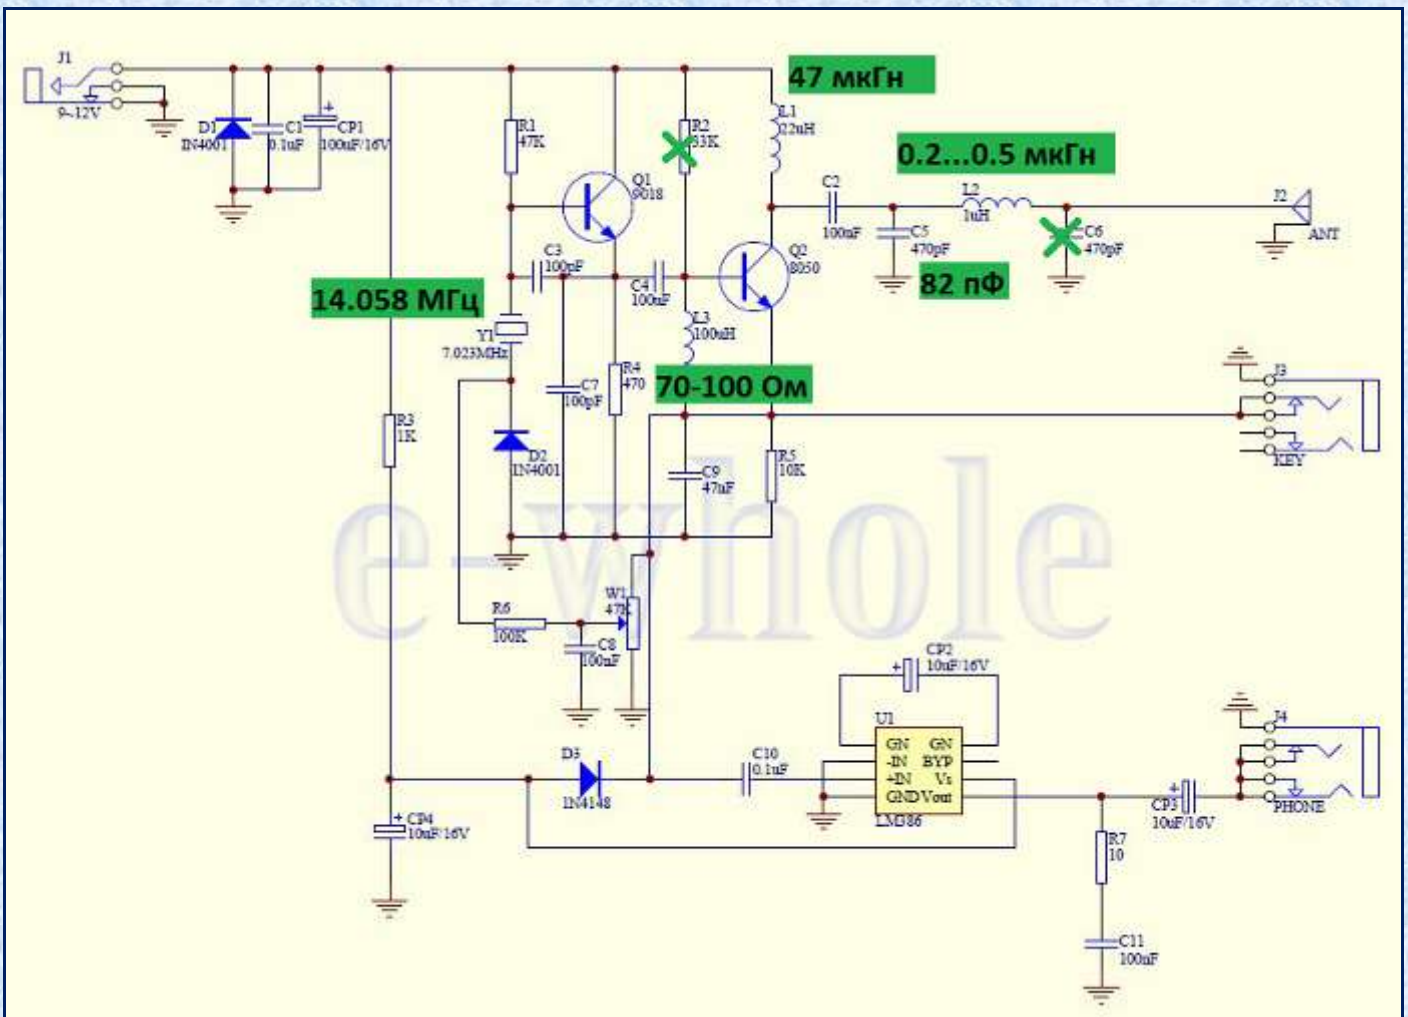 J1
9~12V
D1
IN4001
C1
0.1uF
+
CP1
100uF/16V
R1
47K
Q1
9018
R2
33K
47 мкГн
L1
22uH
0.2...0.5 мкГн
C2
100nF
L2
1uH
C5
470pF
82 пФ
C6
470pF
J2
ANT
Q2
8050
C3
100pF
C4
100nF
L3
100uH
14.058 МГц
Y1
7.023MHz
C7
100pF
R4
470
70-100 Ом
J3
KEY
R3
1K
D2
IN4001
C9
47nF
R5
10K
e-whole
W1
47K
R6
100K
C8
100nF
CP2
+
10uF/16V
U1
GN GN
-IN BYP
+IN Vs
GND Vout
LM386
D3
1N4148
C10
0.1uF
J4
PHONE
+
CP3
10uF/16V
+
CP4
10uF/16V
R7
10
C11
100nF